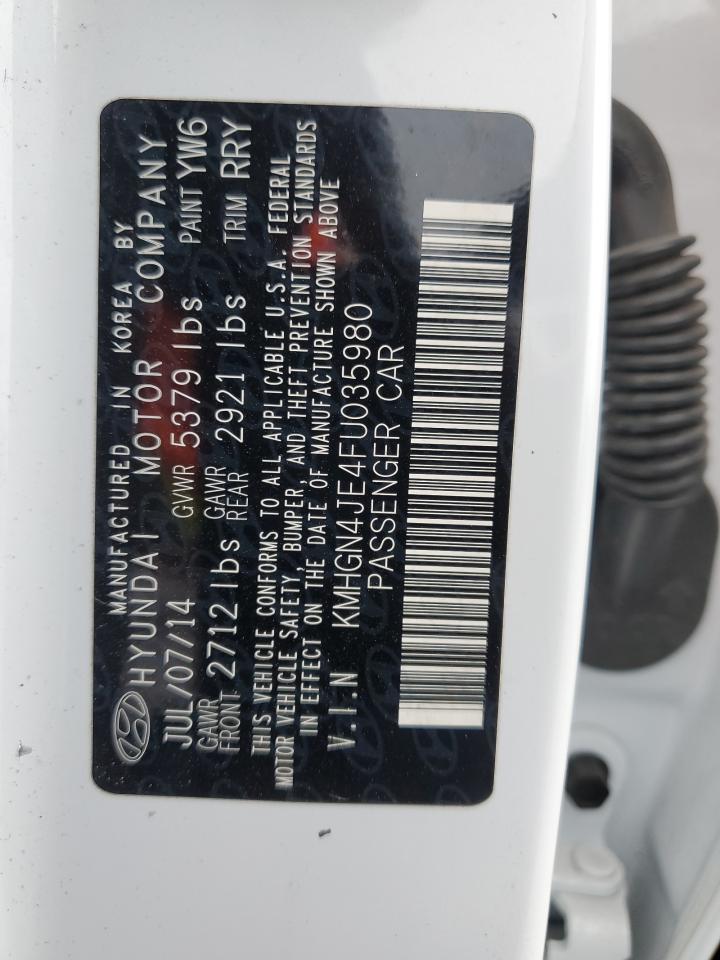 MANUFACTURED IN KOREA BY
HYUNDAI MOTOR COMPANY
JUL/07/14 GVWR 5379 lbs PAINT YW6
GAWR FRONT 2712 lbs GAWR REAR 2921 lbs TRIM RRY
THIS VEHICLE CONFORMS TO ALL APPLICABLE U.S.A. FEDERAL
MOTOR VEHICLE SAFETY, BUMPER, AND THEFT PREVENTION STANDARDS
IN EFFECT ON THE DATE OF MANUFACTURE SHOWN ABOVE
V.I.N KMHGN4JE4FU035980
PASSENGER CAR